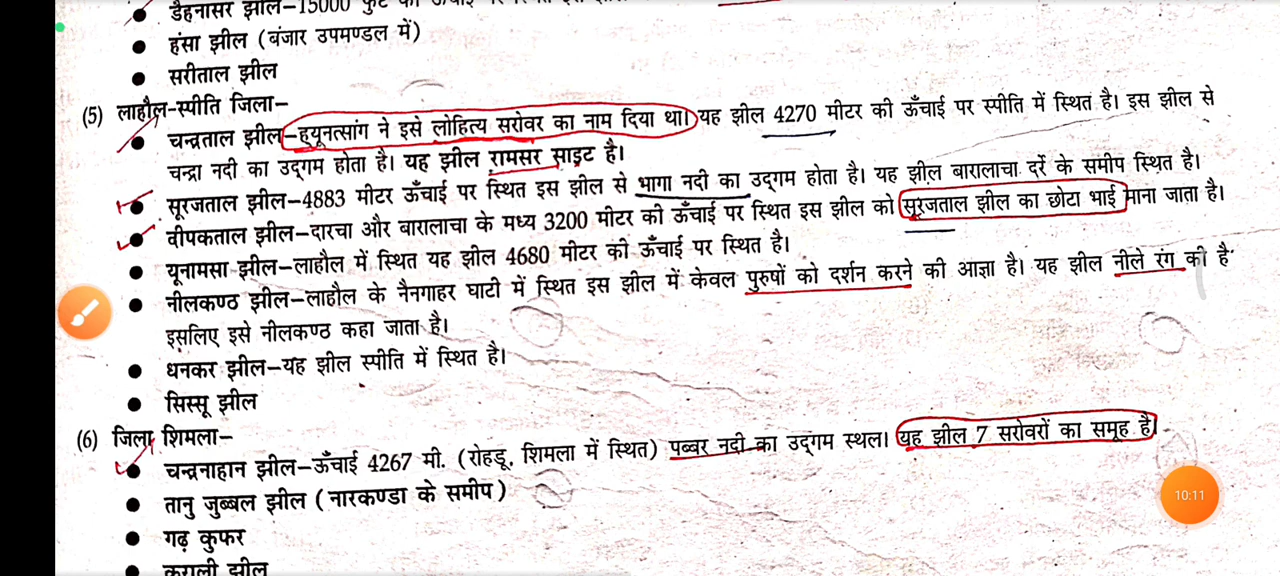 डैहनासर झील–15000 फुट
● हंसा झील (बंजार उपमण्डल में)
● सरीताल झील
(5) लाहौल-स्पीति जिला–
● चन्द्रताल झील–ह्यूनत्सांग ने इसे लोहित्य सरोवर का नाम दिया था। यह झील 4270 मीटर की ऊँचाई पर स्पीति में स्थित है। इस झील से
चन्द्रा नदी का उद्गम होता है। यह झील रामसर साइट है।
● सूरजताल झील–4883 मीटर ऊँचाई पर स्थित इस झील से भागा नदी का उद्गम होता है। यह झील बारालाचा दर्रे के समीप स्थित है।
● दीपकताल झील–दारचा और बारालाचा के मध्य 3200 मीटर की ऊँचाई पर स्थित इस झील को सूरजताल झील का छोटा भाई माना जाता है।
● यूनामसा झील–लाहौल में स्थित यह झील 4680 मीटर की ऊँचाई पर स्थित है।
● नीलकण्ठ झील–लाहौल के नैनगाहर घाटी में स्थित इस झील में केवल पुरुषों को दर्शन करने की आज्ञा है। यह झील नीले रंग की है
इसलिए इसे नीलकण्ठ कहा जाता है।
● धनकर झील–यह झील स्पीति में स्थित है।
● सिस्सू झील
(6) जिला शिमला–
● चन्द्रनाहान झील–ऊँचाई 4267 मी. (रोहडू, शिमला में स्थित) पब्बर नदी का उद्गम स्थल। यह झील 7 सरोवरों का समूह है।
● तानु जुब्बल झील (नारकण्डा के समीप)
● गढ़ कुफर
● कराली झील
10:11